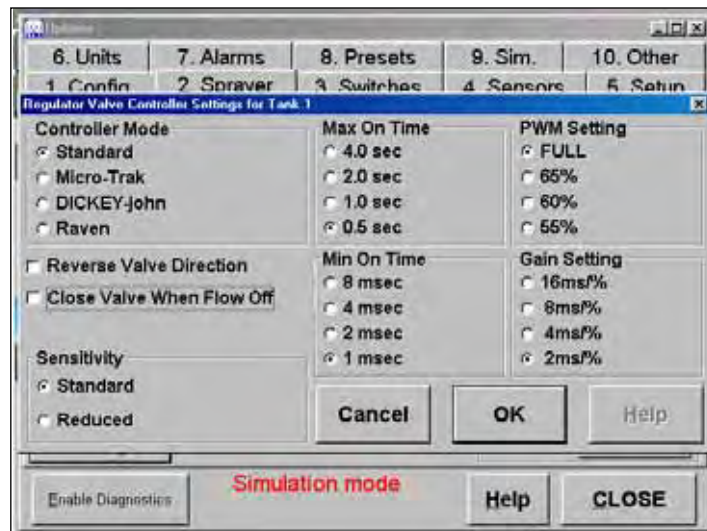 Options
6. Units 7. Alarms 8. Presets 9. Sim. 10. Other
1. Config 2. Sprayer 3. Switches 4. Sensors 5. Setup
Regulator Valve Controller Settings for Tank 1
Controller Mode
Standard
Micro-Trak
DICKEY-john
Raven
Max On Time
4.0 sec
2.0 sec
1.0 sec
0.5 sec
PWM Setting
FULL
65%
60%
55%
Reverse Valve Direction
Close Valve When Flow Off
Min On Time
8 msec
4 msec
2 msec
1 msec
Gain Setting
16ms/%
8ms/%
4ms/%
2ms/%
Sensitivity
Standard
Reduced
Cancel OK Help
Enable Diagnostics Simulation mode Help CLOSE